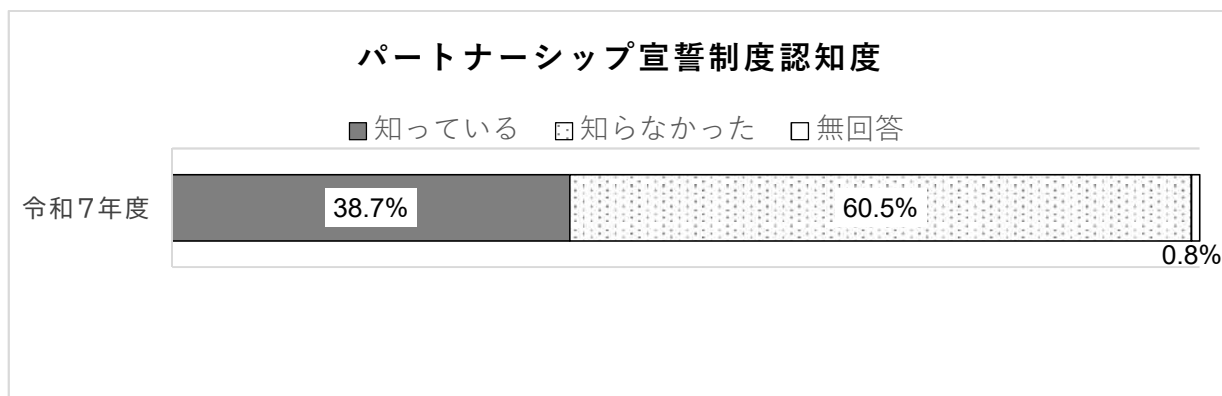 パートナーシップ宣誓制度認知度
知っている 知らなかった 無回答
令和７年度 38.7% 60.5%
0.8%